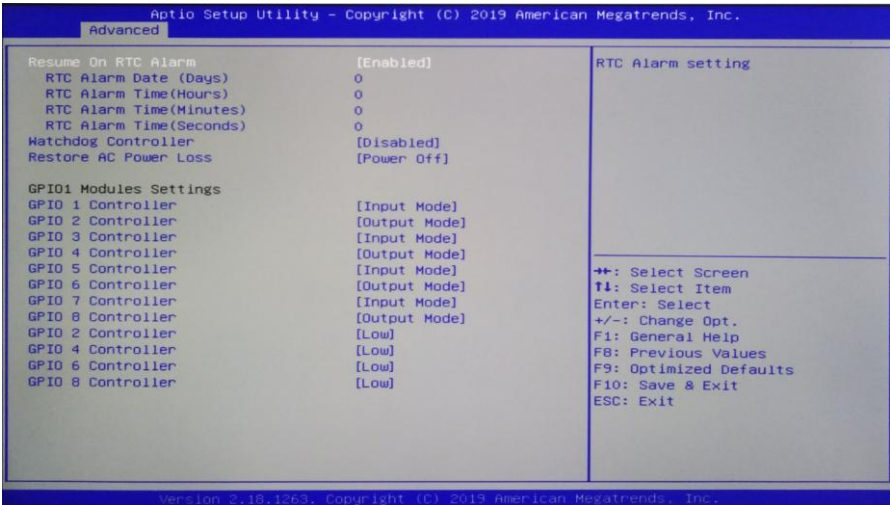 Aptio Setup Utility - Copyright (C) 2019 American Megatrends, Inc.
Advanced
Resume On RTC Alarm [Enabled]
RTC Alarm Date (Days) 0
RTC Alarm Time(Hours) 0
RTC Alarm Time(Minutes) 0
RTC Alarm Time(Seconds) 0
Watchdog Controller [Disabled]
Restore AC Power Loss [Power Off]
GPIO1 Modules Settings
GPIO 1 Controller [Input Mode]
GPIO 2 Controller [Output Mode]
GPIO 3 Controller [Input Mode]
GPIO 4 Controller [Output Mode]
GPIO 5 Controller [Input Mode]
GPIO 6 Controller [Output Mode]
GPIO 7 Controller [Input Mode]
GPIO 8 Controller [Output Mode]
GPIO 2 Controller [Low]
GPIO 4 Controller [Low]
GPIO 6 Controller [Low]
GPIO 8 Controller [Low]
RTC Alarm setting
→←: Select Screen
↑↓: Select Item
Enter: Select
+/-: Change Opt.
F1: General Help
F8: Previous Values
F9: Optimized Defaults
F10: Save & Exit
ESC: Exit
Version 2.18.1263. Copyright (C) 2019 American Megatrends, Inc.